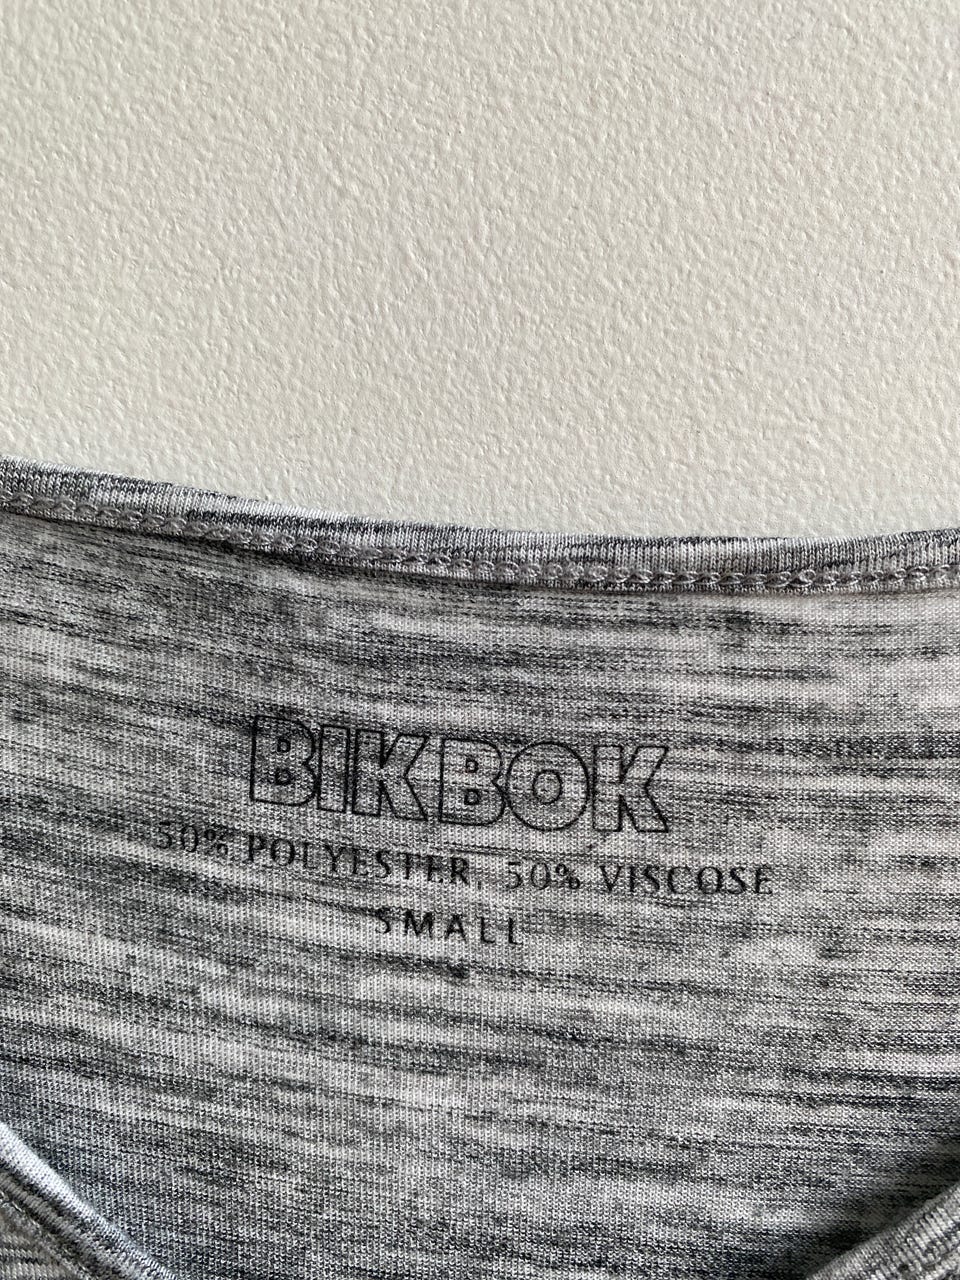 BIKBOK
50% POLYESTER, 50% VISCOSE
SMALL